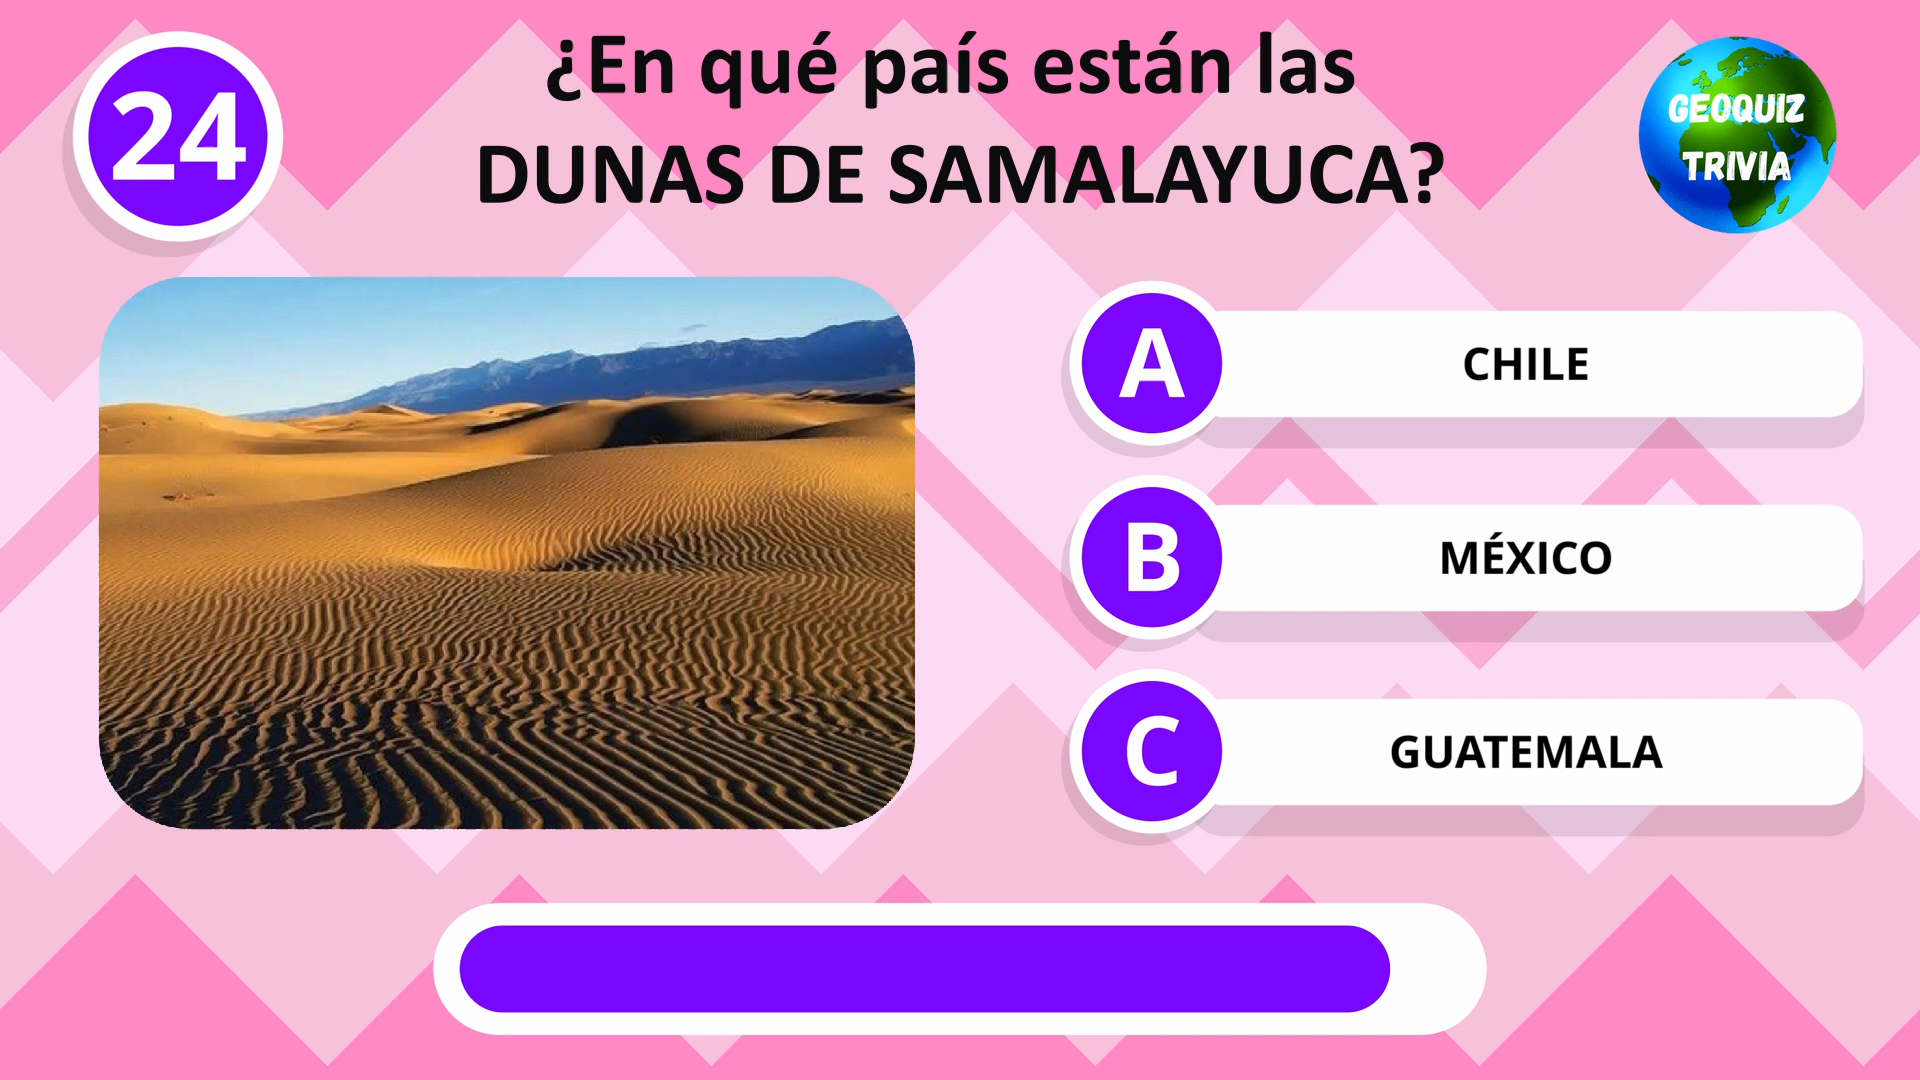 24
¿En qué país están las
DUNAS DE SAMALAYUCA?
GEOQUIZ
TRIVIA
A
CHILE
B
MÉXICO
C
GUATEMALA